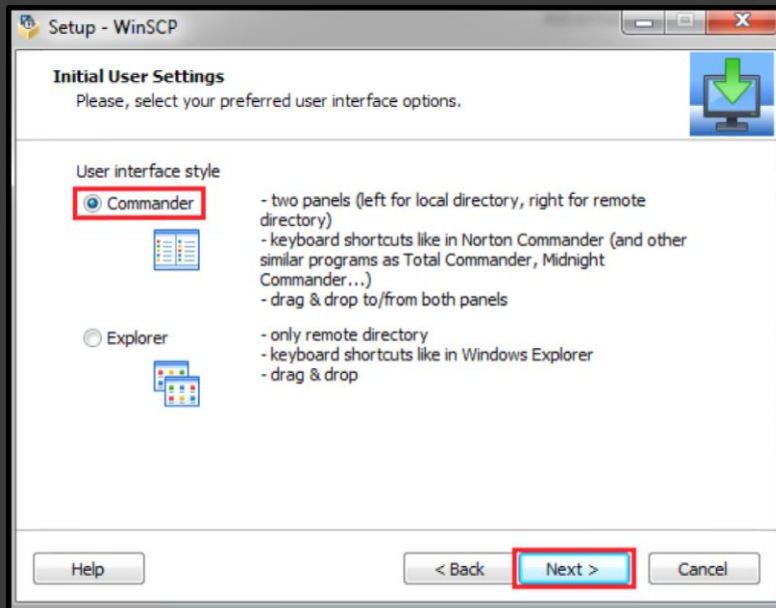 Setup - WinSCP
Initial User Settings
Please, select your preferred user interface options.
User interface style
Commander
- two panels (left for local directory, right for remote
directory)
- keyboard shortcuts like in Norton Commander (and other
similar programs as Total Commander, Midnight
Commander...)
- drag & drop to/from both panels
Explorer
- only remote directory
- keyboard shortcuts like in Windows Explorer
- drag & drop
Help
< Back
Next >
Cancel